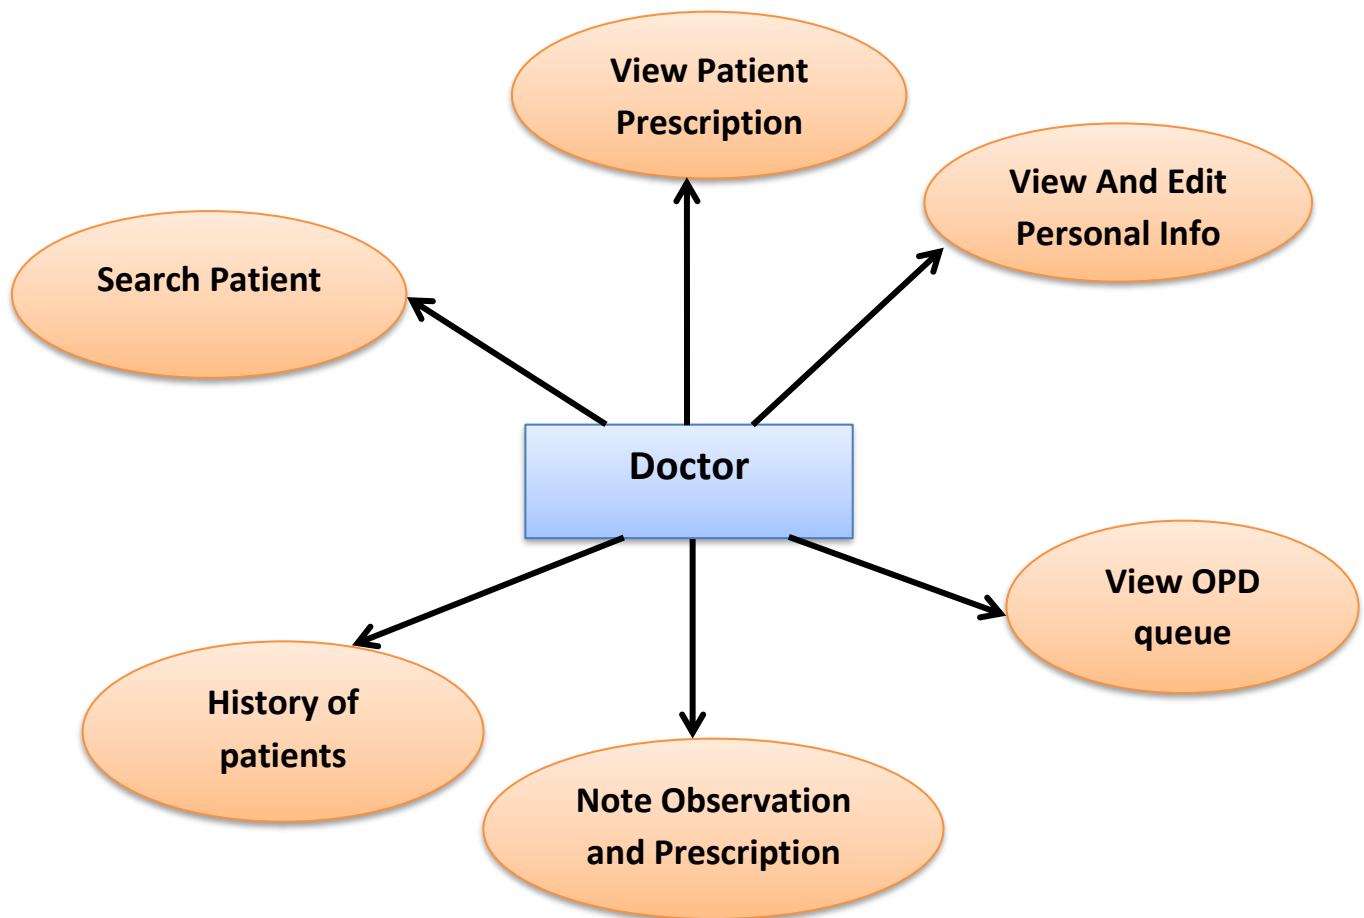 View Patient
Prescription
View And Edit
Personal Info
Search Patient
Doctor
View OPD
queue
History of
patients
Note Observation
and Prescription